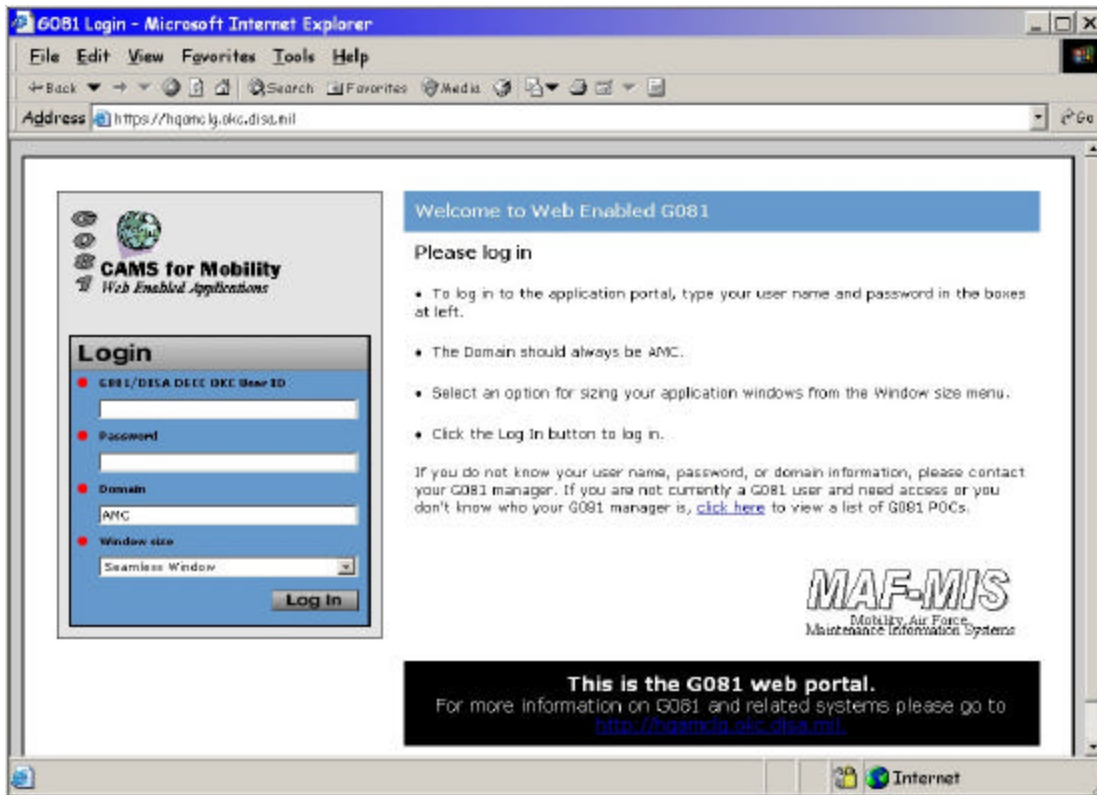 G081 Login - Microsoft Internet Explorer
File Edit View Favorites Tools Help
Back Search Favorites Media
Address https://hqamclg.okc.disa.mil Go
G081
CAMS for Mobility
Web Enabled Applications
Login
G081/DISA DECC OKC User ID
Password
Domain
AMC
Window size
Seamless Window
Log In
Welcome to Web Enabled G081
Please log in
• To log in to the application portal, type your user name and password in the boxes
at left.
• The Domain should always be AMC.
• Select an option for sizing your application windows from the Window size menu.
• Click the Log In button to log in.
If you do not know your user name, password, or domain information, please contact
your G081 manager. If you are not currently a G081 user and need access or you
don't know who your G081 manager is, click here to view a list of G081 POCs.
MAF-MIS
Mobility Air Force
Maintenance Information Systems
This is the G081 web portal.
For more information on G081 and related systems please go to
http://hqamclg.okc.disa.mil.
Internet